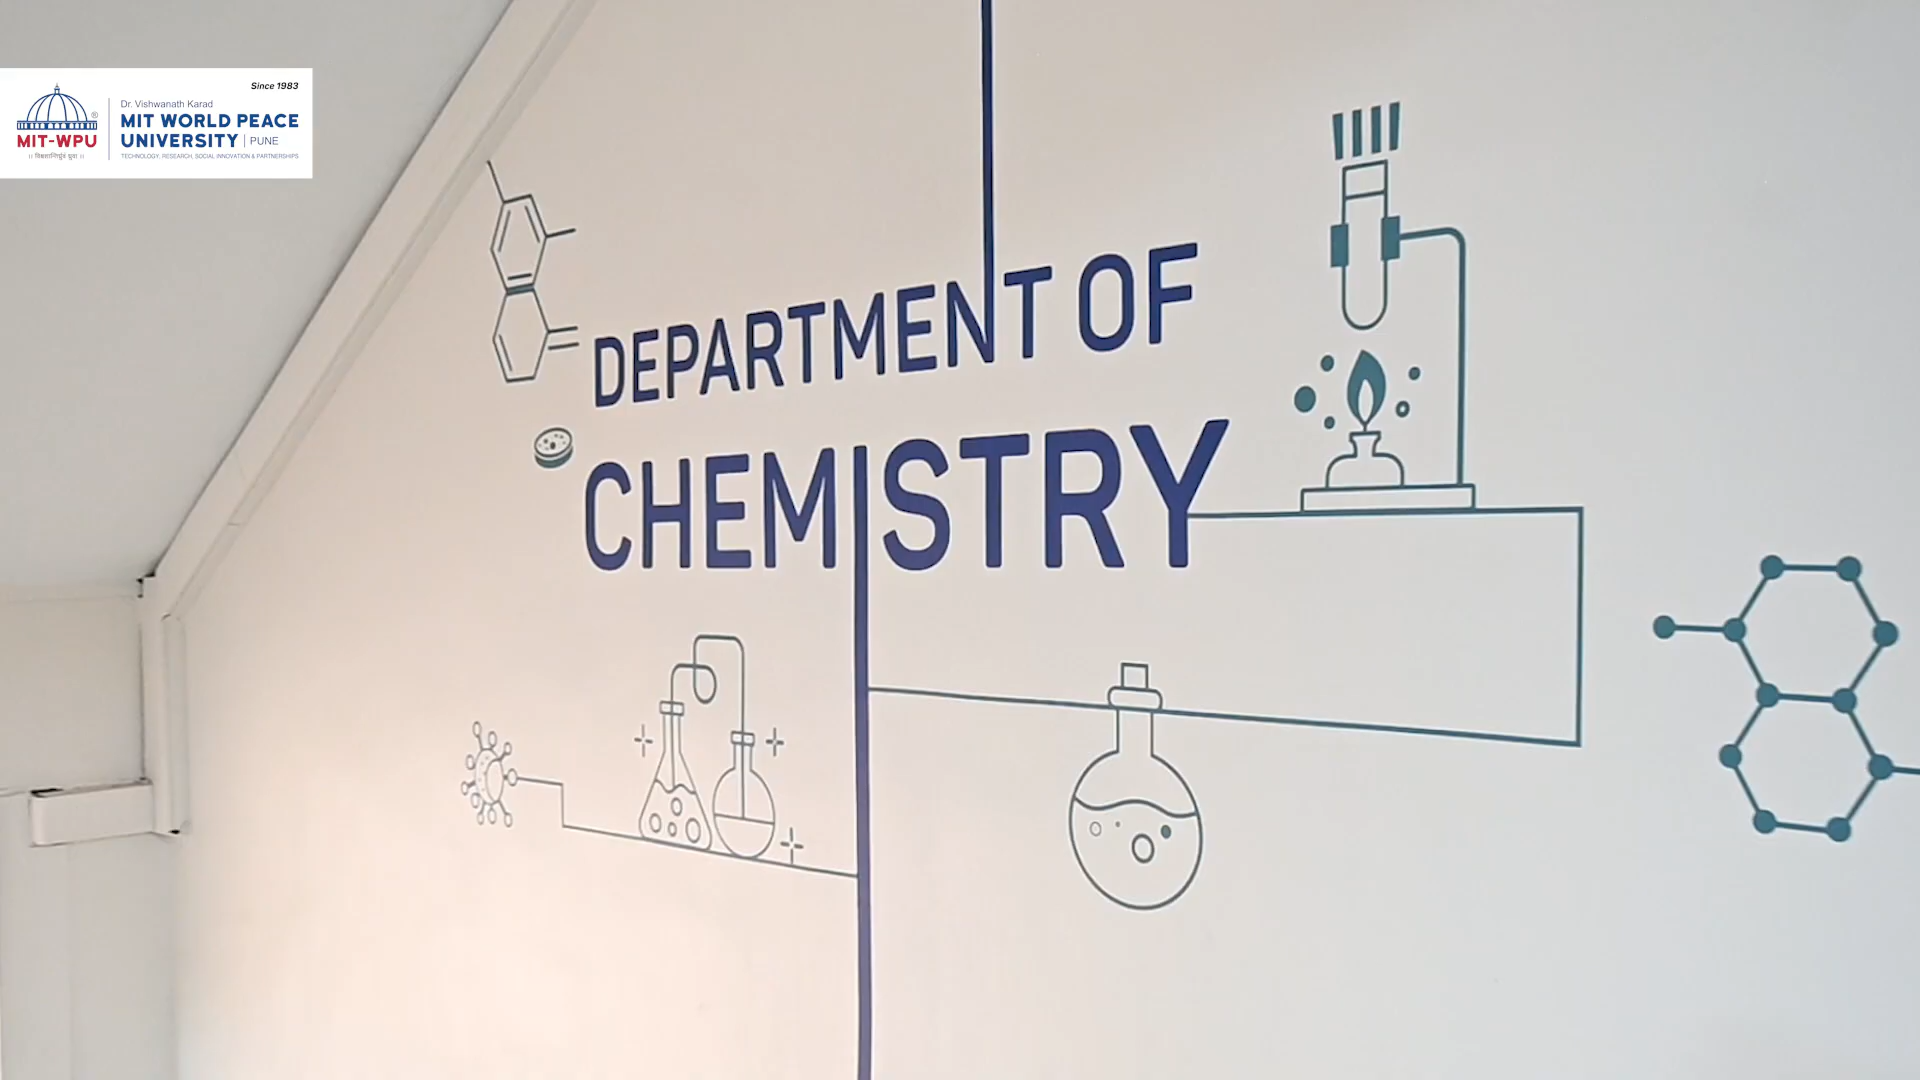 Since 1983
Dr. Vishwanath Karad
MIT WORLD PEACE
UNIVERSITY | PUNE
TECHNOLOGY, RESEARCH, SOCIAL INNOVATION & PARTNERSHIPS
MIT-WPU
DEPARTMENT OF
CHEMISTRY